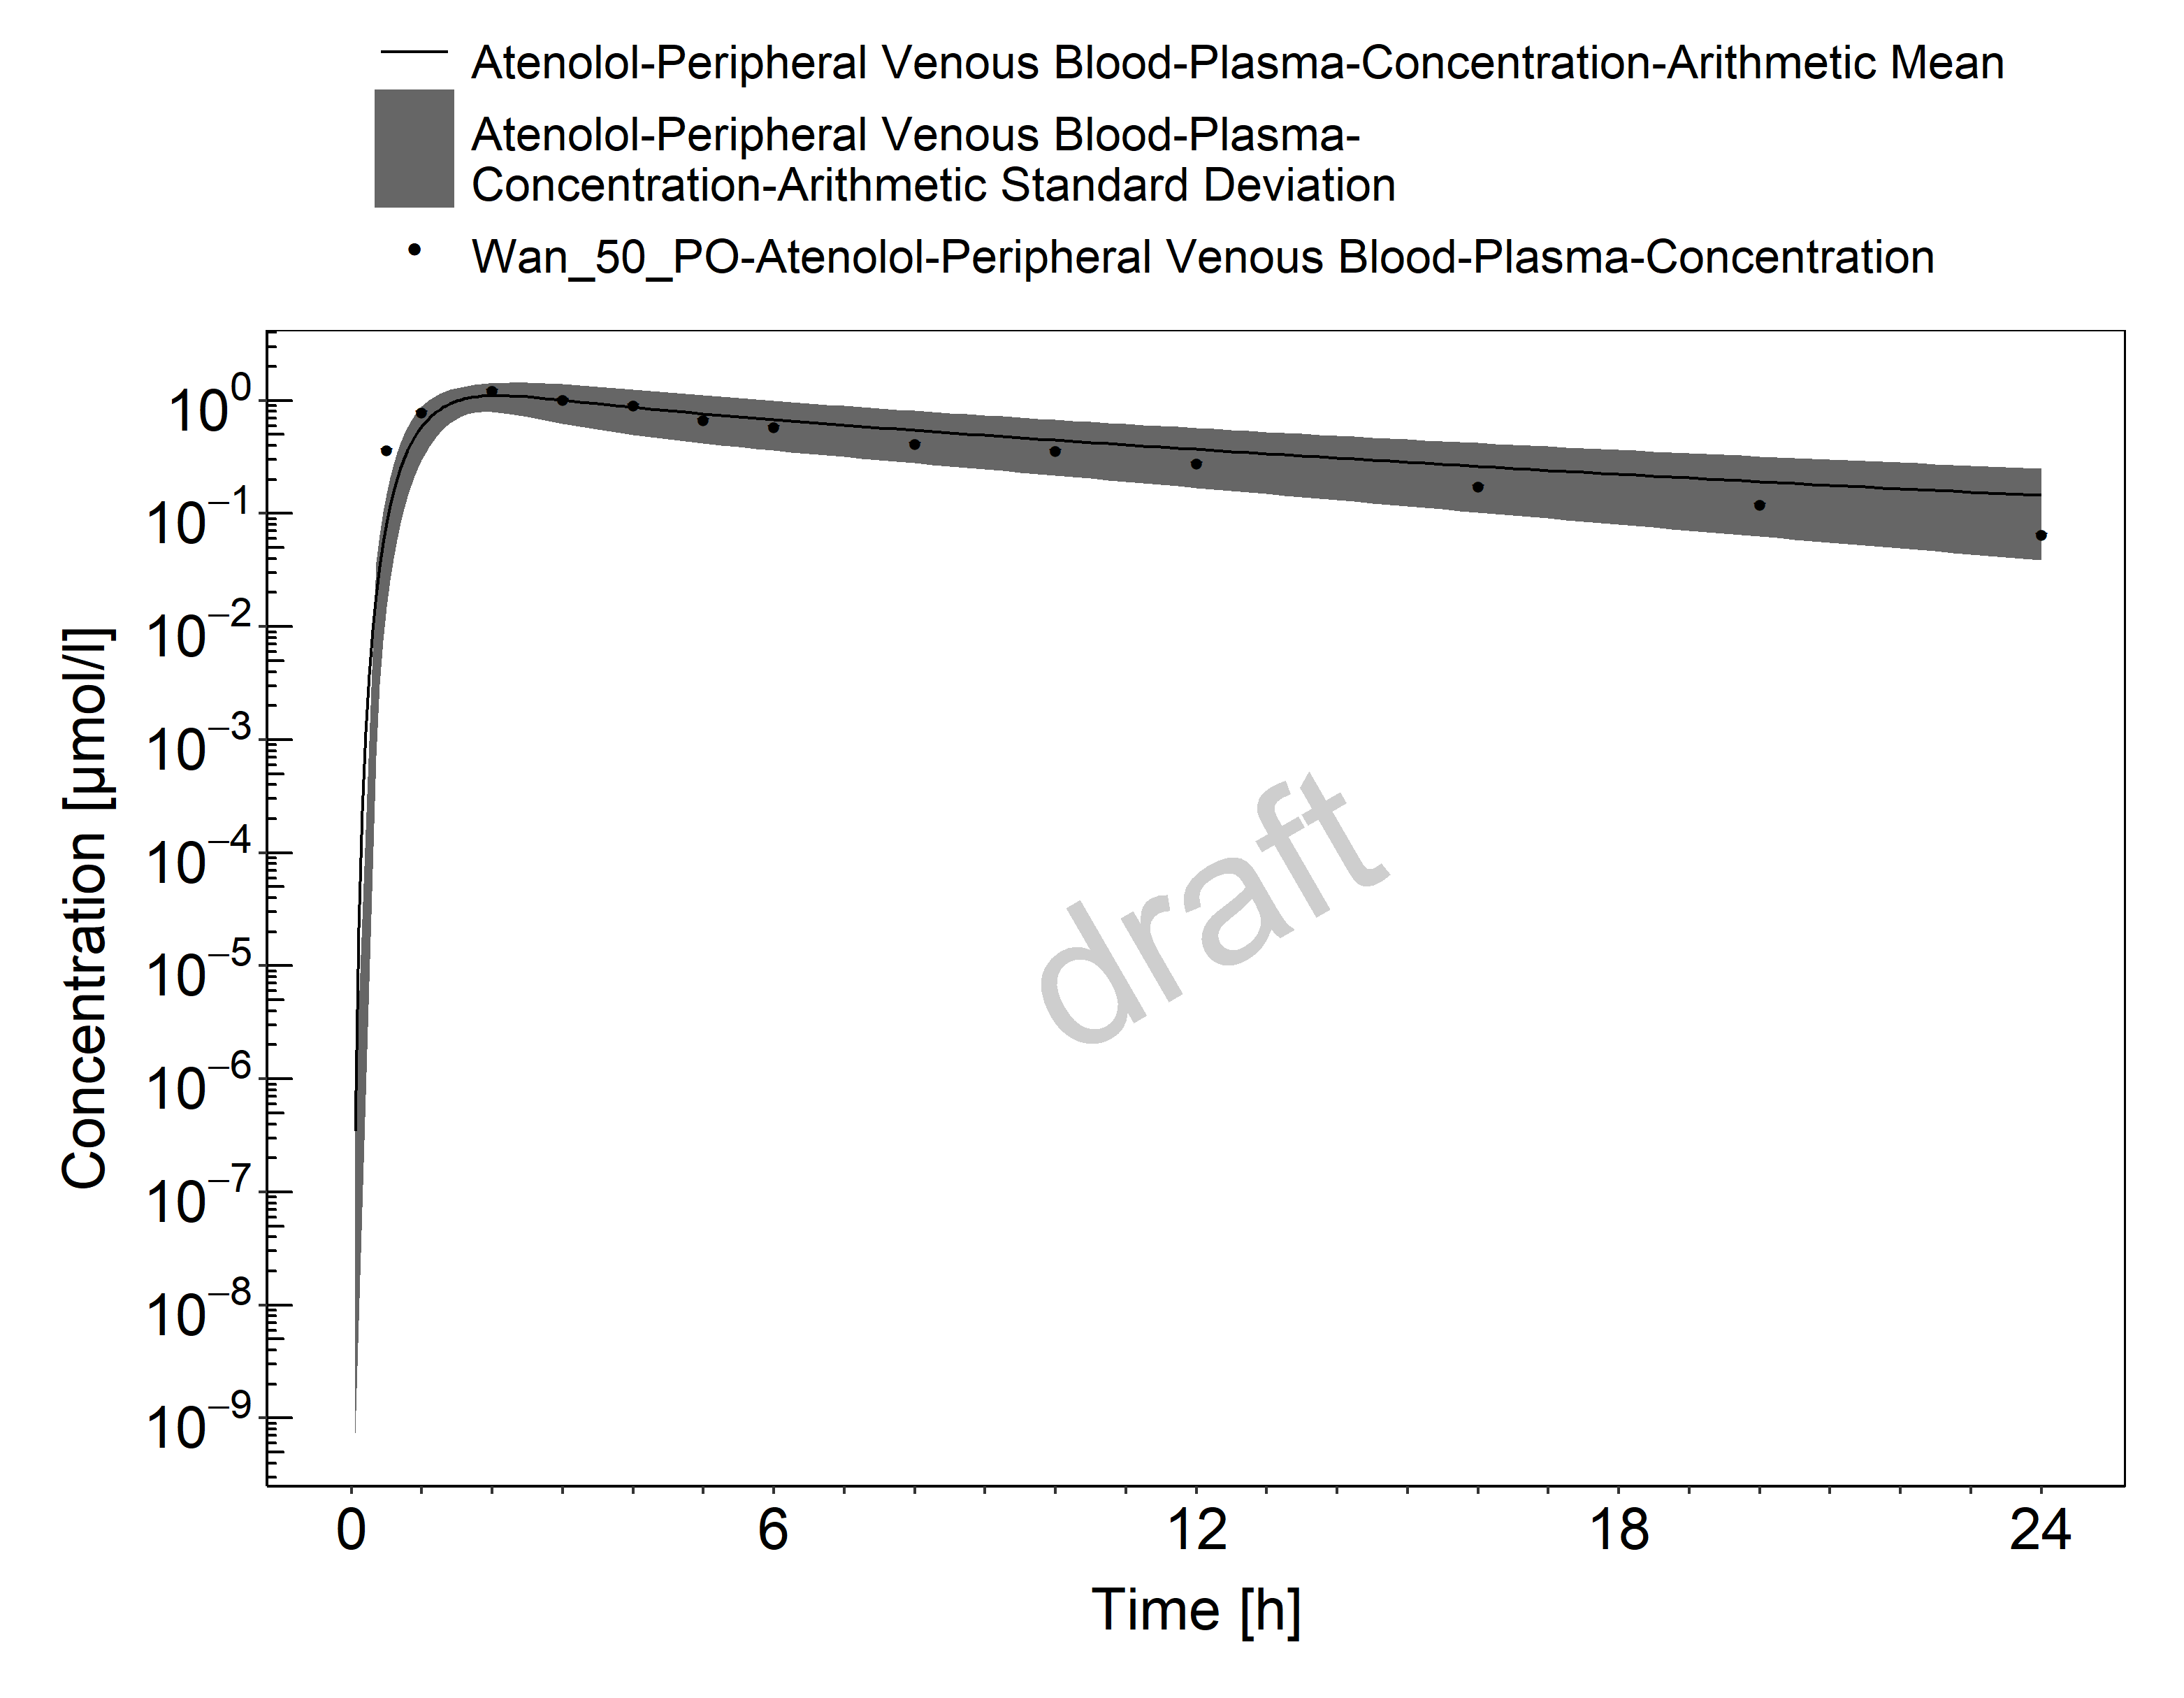 Atenolol-Peripheral Venous Blood-Plasma-Concentration-Arithmetic Mean
Atenolol-Peripheral Venous Blood-Plasma-
Concentration-Arithmetic Standard Deviation
Wan_50_PO-Atenolol-Peripheral Venous Blood-Plasma-Concentration
Concentration [µmol/l]
10⁰
10⁻¹
10⁻²
10⁻³
10⁻⁴
10⁻⁵
10⁻⁶
10⁻⁷
10⁻⁸
10⁻⁹
draft
0 6 12 18 24
Time [h]